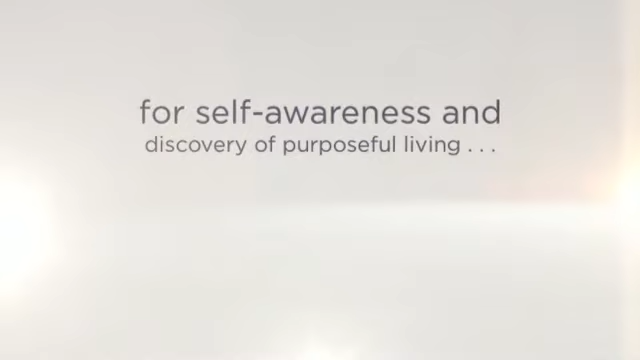 for self-awareness and
discovery of purposeful living . . .